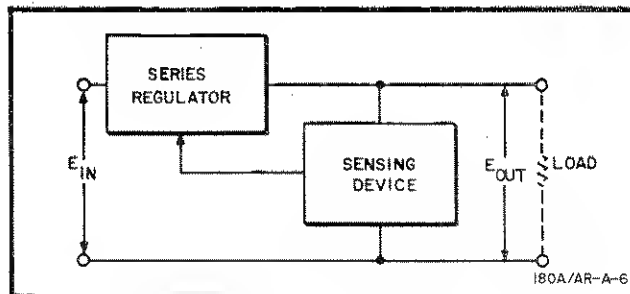 SERIES
REGULATOR
SENSING
DEVICE
E IN
E OUT
LOAD
180A/AR-A-6